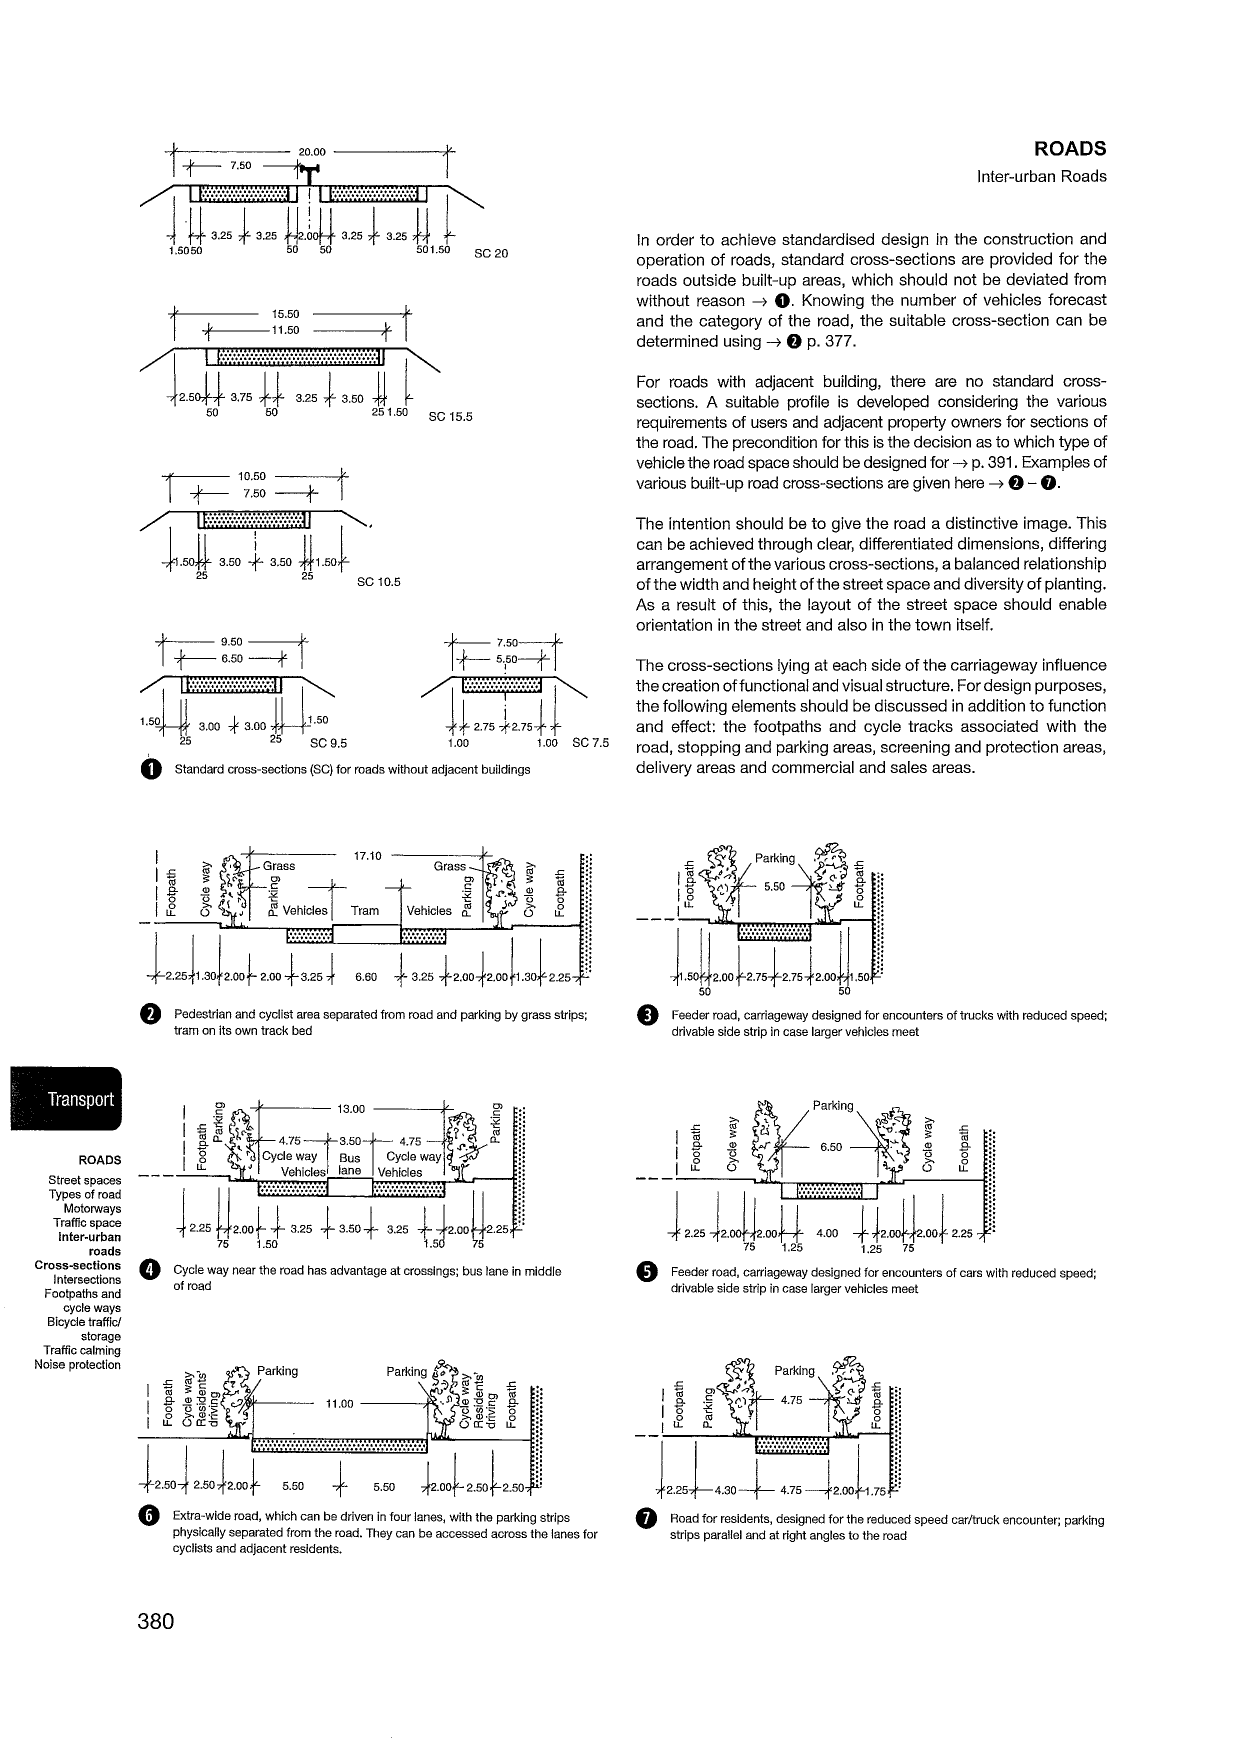 ROADS
Inter-urban Roads
20.00
7.50
3.25 3.25 2.00 3.25 3.25
1.50 50 50 50 50 1.50 SC 20
15.50
11.50
2.50 3.75 3.25 3.50
50 50 25 1.50 SC 15.5
10.50
7.50
1.50 3.50 3.50 1.50
25 25 SC 10.5
9.50
6.50
1.50 3.00 3.00 1.50
25 25 SC 9.5
7.50
5.50
2.75 2.75
1.00 1.00 SC 7.5
1 Standard cross-sections (SC) for roads without adjacent buildings
In order to achieve standardised design in the construction and
operation of roads, standard cross-sections are provided for the
roads outside built-up areas, which should not be deviated from
without reason → 1. Knowing the number of vehicles forecast
and the category of the road, the suitable cross-section can be
determined using → 2 p. 377.
For roads with adjacent building, there are no standard cross-
sections. A suitable profile is developed considering the various
requirements of users and adjacent property owners for sections of
the road. The precondition for this is the decision as to which type of
vehicle the road space should be designed for → p. 391. Examples of
various built-up road cross-sections are given here → 2 – 7.
The intention should be to give the road a distinctive image. This
can be achieved through clear, differentiated dimensions, differing
arrangement of the various cross-sections, a balanced relationship
of the width and height of the street space and diversity of planting.
As a result of this, the layout of the street space should enable
orientation in the street and also in the town itself.
The cross-sections lying at each side of the carriageway influence
the creation of functional and visual structure. For design purposes,
the following elements should be discussed in addition to function
and effect: the footpaths and cycle tracks associated with the
road, stopping and parking areas, screening and protection areas,
delivery areas and commercial and sales areas.
17.10
Footpath Cycle way Grass Parking Vehicles Tram Vehicles Parking Grass Cycle way Footpath
2.25 1.30 2.00 2.00 3.25 6.60 3.25 2.00 2.00 1.30 2.25
2 Pedestrian and cyclist area separated from road and parking by grass strips;
tram on its own track bed
Footpath Parking Footpath
5.50
1.50 2.00 2.75 2.75 2.00 1.50
50 50
3 Feeder road, carriageway designed for encounters of trucks with reduced speed;
drivable side strip in case larger vehicles meet
13.00
4.75 3.50 4.75
Footpath Parking Cycle way Bus Cycle way Parking
Vehicles lane Vehicles
2.25 2.00 3.25 3.50 3.25 2.00 2.25
75 1.50 1.50 75
4 Cycle way near the road has advantage at crossings; bus lane in middle
of road
Footpath Cycle way Parking Cycle way Footpath
6.50
2.25 2.00 2.00 4.00 2.00 2.00 2.25
75 1.25 1.25 75
5 Feeder road, carriageway designed for encounters of cars with reduced speed;
drivable side strip in case larger vehicles meet
Footpath Cycle way Residents' driving Parking Parking Cycle way Residents' driving Footpath
11.00
2.50 2.50 2.00 5.50 5.50 2.00 2.50 2.50
6 Extra-wide road, which can be driven in four lanes, with the parking strips
physically separated from the road. They can be accessed across the lanes for
cyclists and adjacent residents.
Footpath Parking Parking Footpath
4.75
2.25 4.30 4.75 2.00 1.75
7 Road for residents, designed for the reduced speed car/truck encounter; parking
strips parallel and at right angles to the road
Transport
ROADS
Street spaces
Types of road
Motorways
Traffic space
Inter-urban
roads
Cross-sections
Intersections
Footpaths and
cycle ways
Bicycle traffic/
storage
Traffic calming
Noise protection
380